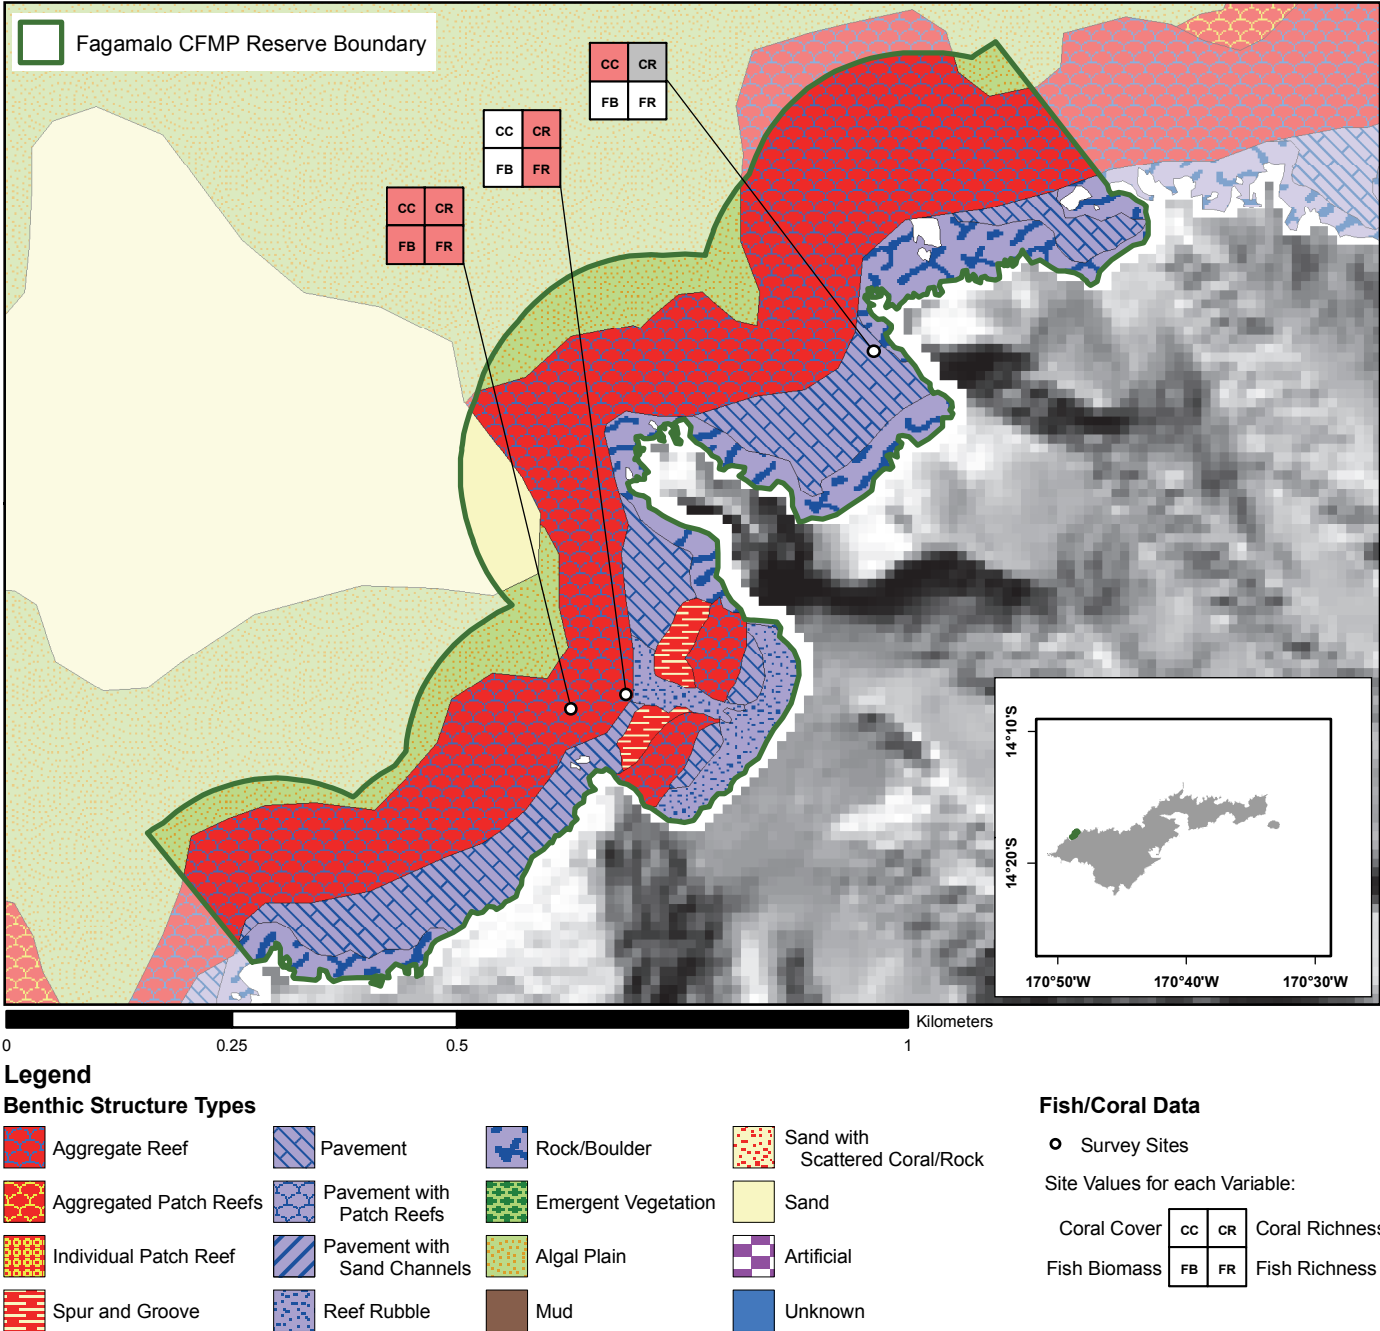 Fagamalo CFMP Reserve Boundary
CC CR
FB FR
CC CR
FB FR
CC CR
FB FR
14°10'S
14°20'S
170°50'W 170°40'W 170°30'W
Kilometers
0 0.25 0.5 1
Legend
Benthic Structure Types
Aggregate Reef
Aggregated Patch Reefs
Individual Patch Reef
Spur and Groove
Pavement
Pavement with
Patch Reefs
Pavement with
Sand Channels
Reef Rubble
Rock/Boulder
Emergent Vegetation
Algal Plain
Mud
Sand with
Scattered Coral/Rock
Sand
Artificial
Unknown
Fish/Coral Data
Survey Sites
Site Values for each Variable:
Coral Cover CC CR Coral Richness
Fish Biomass FB FR Fish Richness